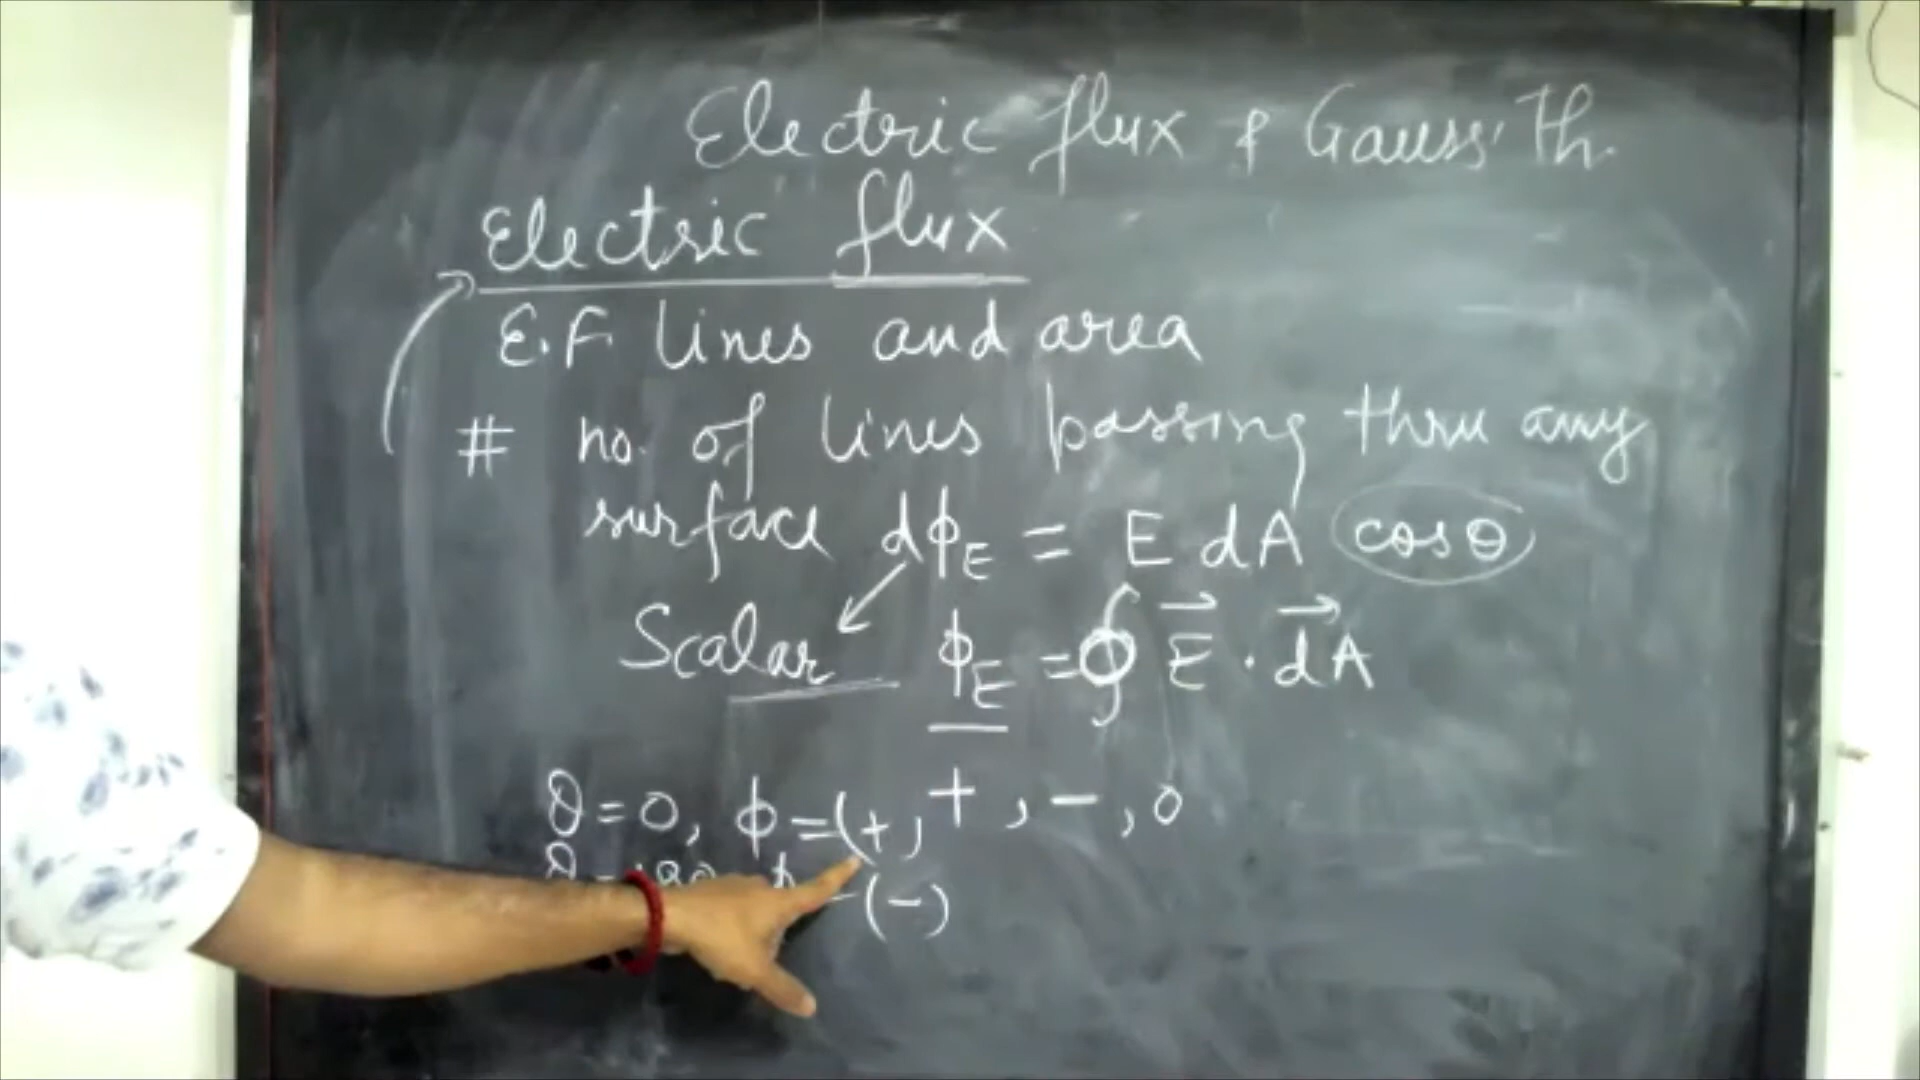 Electric flux & Gauss' Th.
Electric flux
E.F. lines and area
# no. of lines passing thru any
surface dϕE = E dA cosθ
Scalar ϕE = ∮ E⃗ · dA⃗
+, -, 0
θ = 0, ϕ = (+,
= (-)